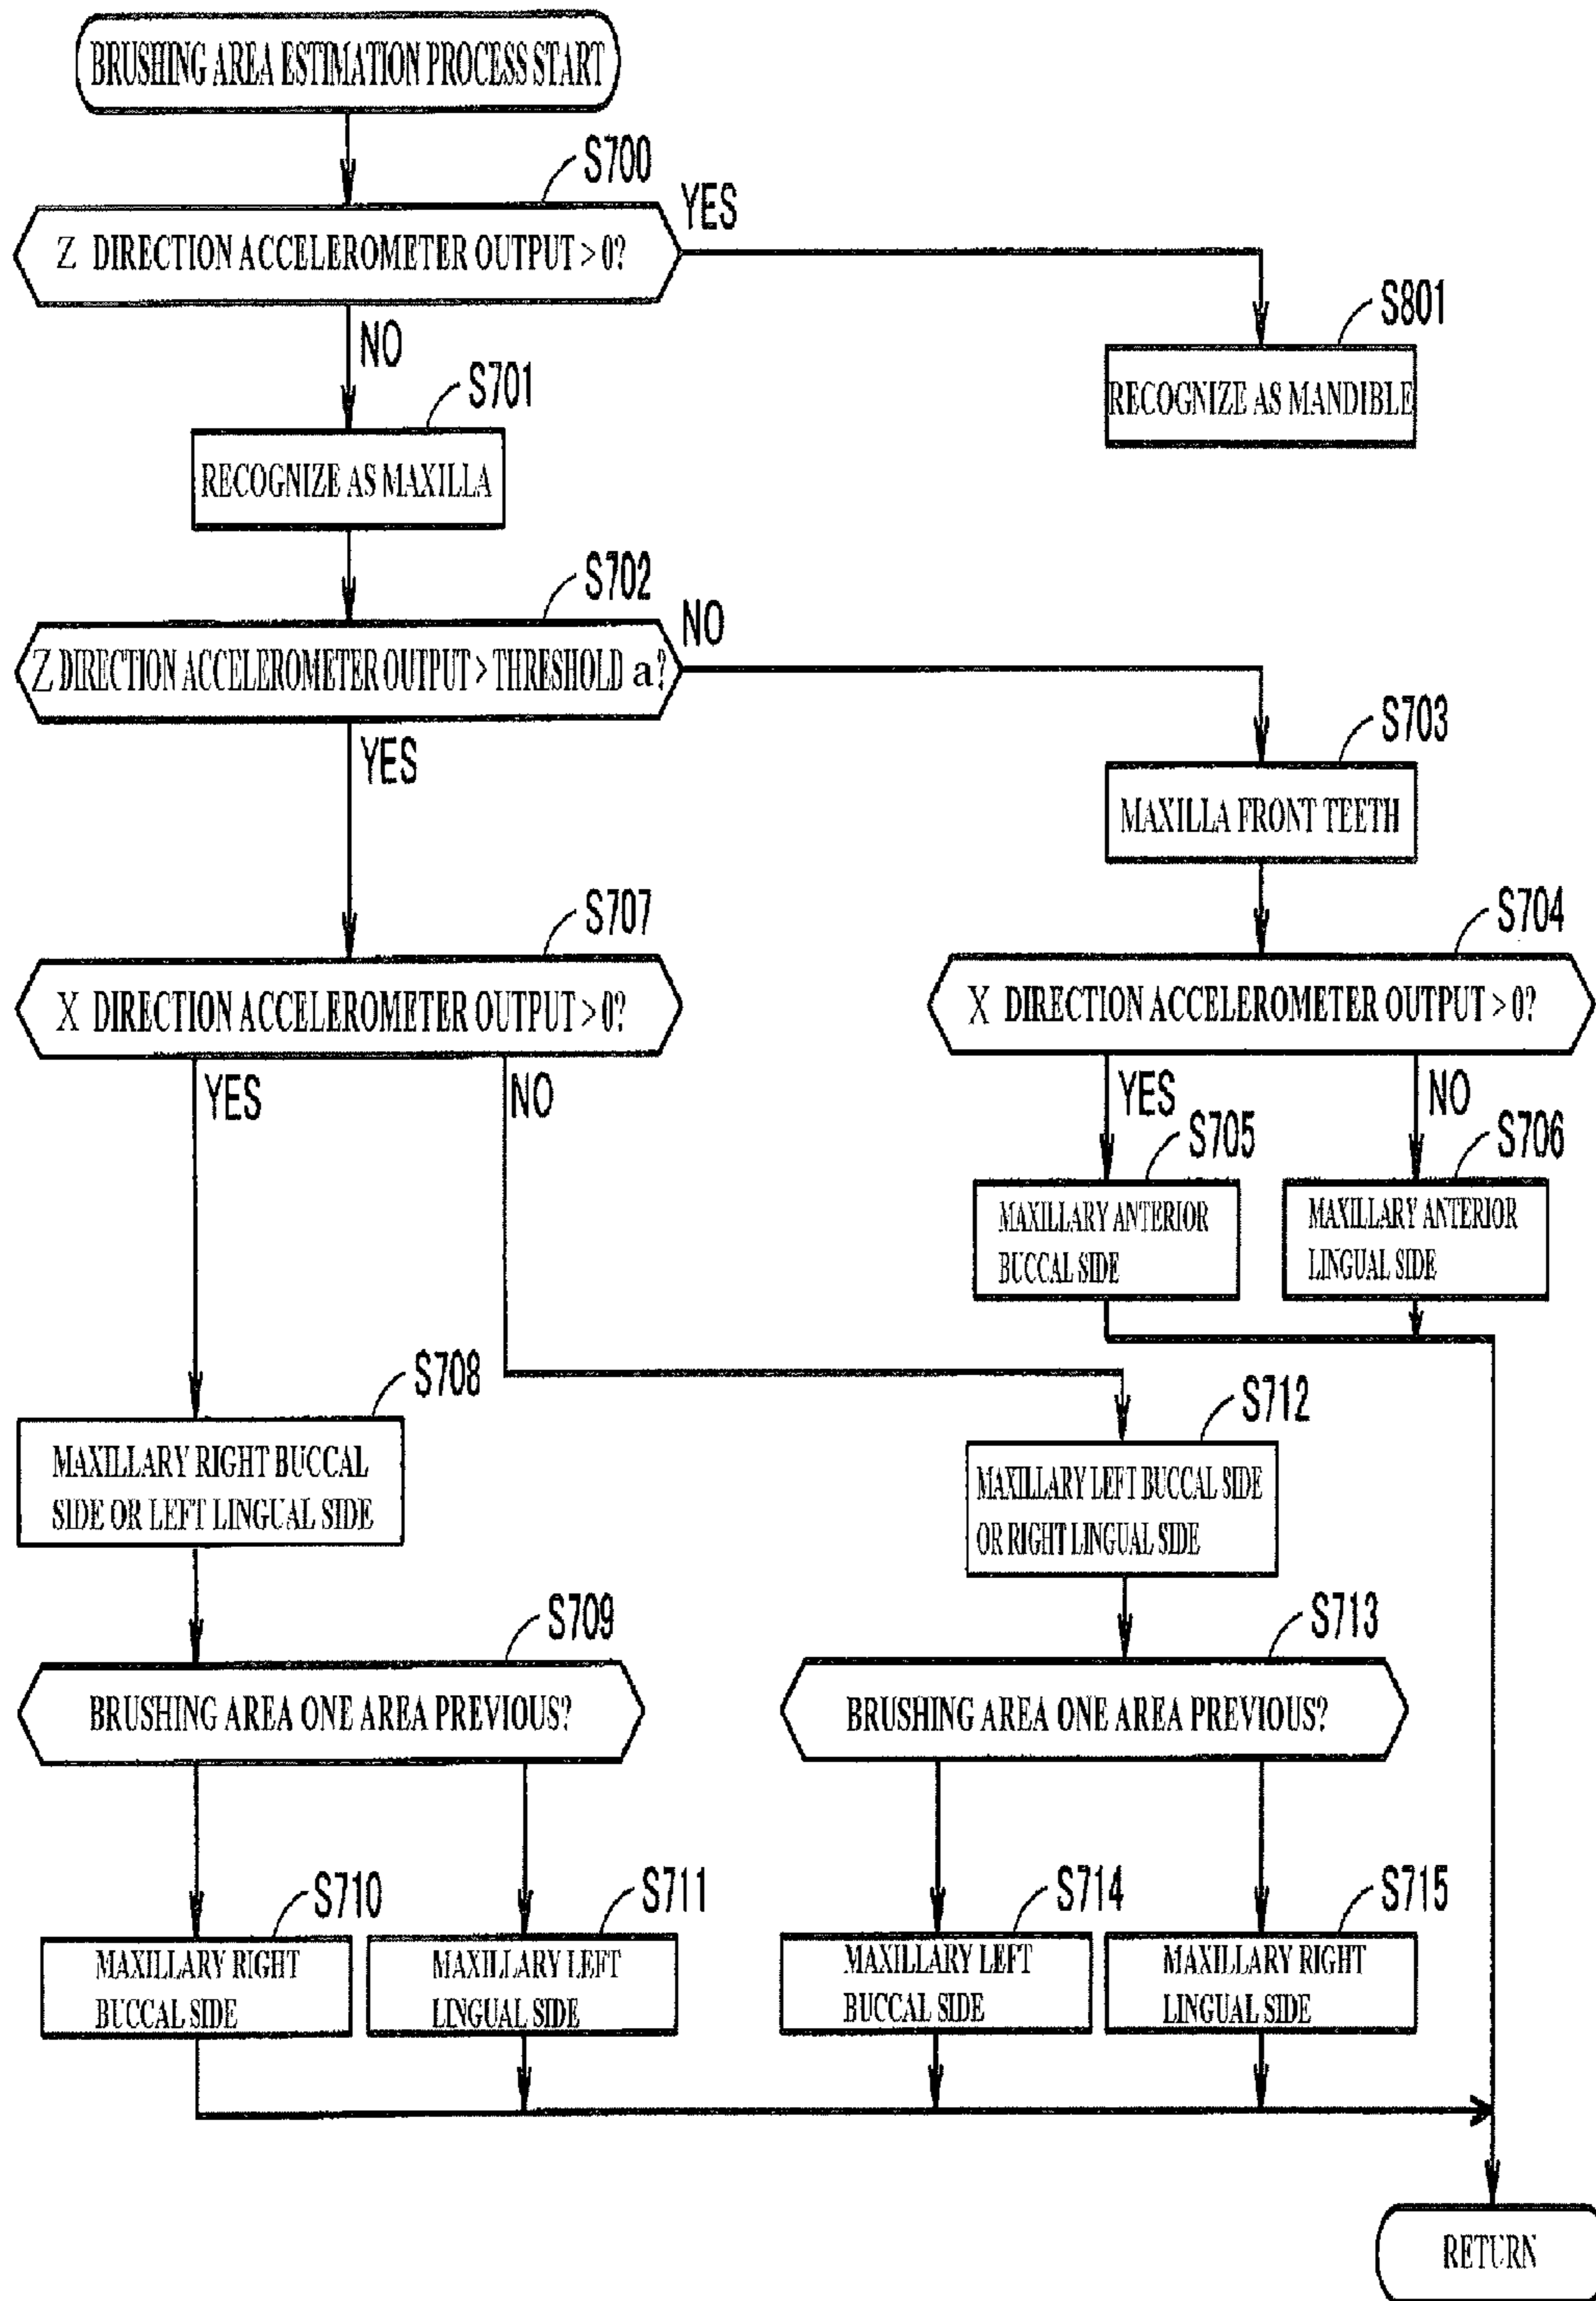 BRUSHING AREA ESTIMATION PROCESS START
S700
Z DIRECTION ACCELEROMETER OUTPUT > 0?
YES
NO
S801
RECOGNIZE AS MANDIBLE
S701
RECOGNIZE AS MAXILLA
S702
Z DIRECTION ACCELEROMETER OUTPUT > THRESHOLD a?
NO
YES
S703
MAXILLA FRONT TEETH
S707
X DIRECTION ACCELEROMETER OUTPUT > 0?
YES
NO
S704
X DIRECTION ACCELEROMETER OUTPUT > 0?
YES
NO
S705
MAXILLARY ANTERIOR
BUCCAL SIDE
S706
MAXILLARY ANTERIOR
LINGUAL SIDE
S708
MAXILLARY RIGHT BUCCAL
SIDE OR LEFT LINGUAL SIDE
S712
MAXILLARY LEFT BUCCAL SIDE
OR RIGHT LINGUAL SIDE
S709
BRUSHING AREA ONE AREA PREVIOUS?
S713
BRUSHING AREA ONE AREA PREVIOUS?
S710
MAXILLARY RIGHT
BUCCAL SIDE
S711
MAXILLARY LEFT
LINGUAL SIDE
S714
MAXILLARY LEFT
BUCCAL SIDE
S715
MAXILLARY RIGHT
LINGUAL SIDE
RETURN